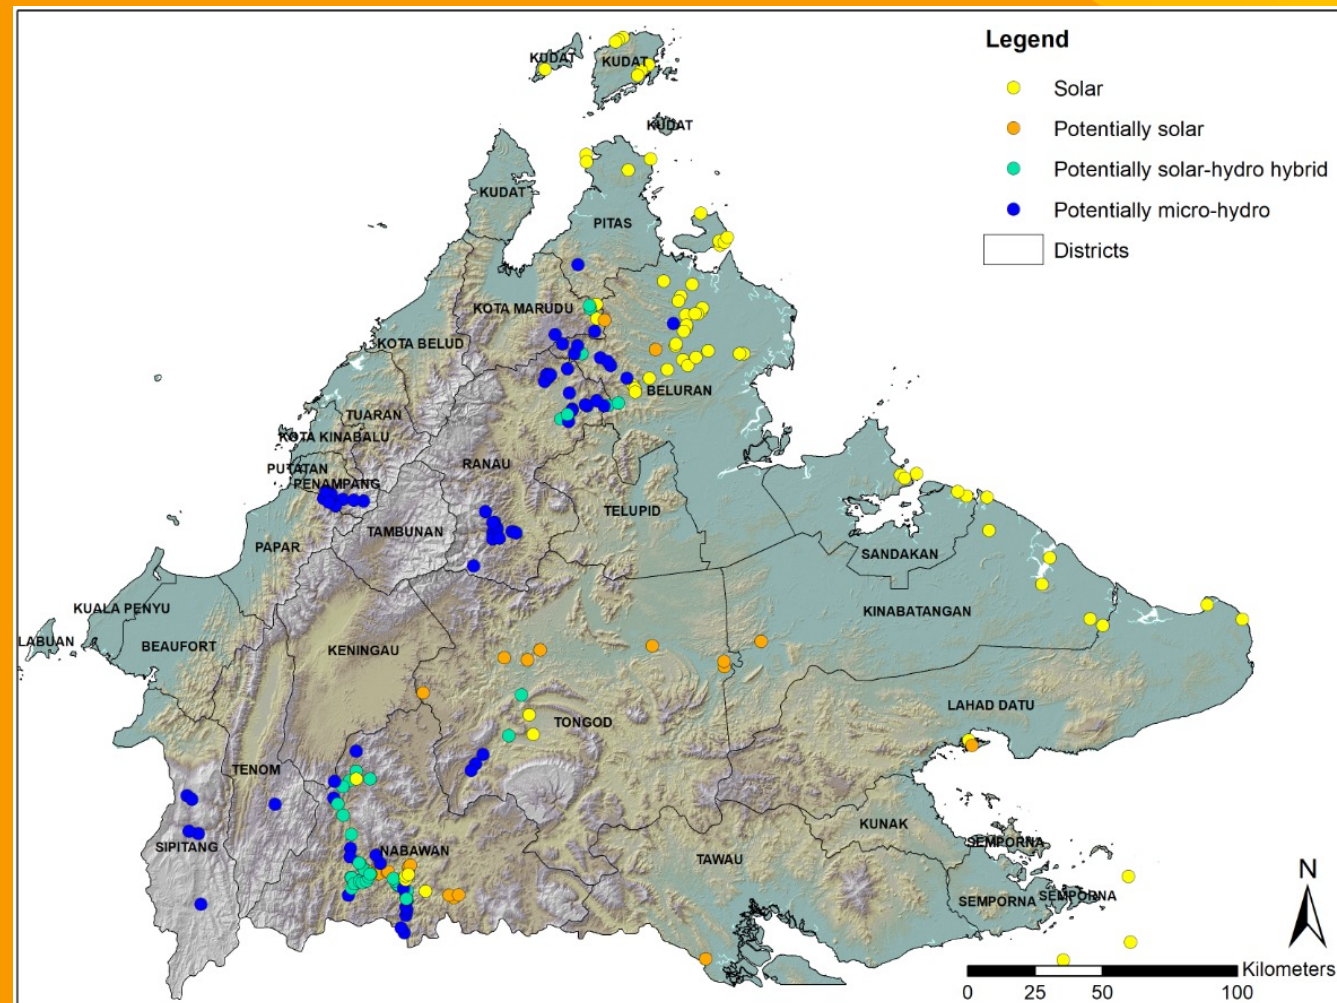 Legend
Solar
Potentially solar
Potentially solar-hydro hybrid
Potentially micro-hydro
Districts
KUDAT
KUDAT
KUDAT
KUDAT
PITAS
KOTA MARUDU
KOTA BELUD
BELURAN
TUARAN
KOTA KINABALU
RANAU
PUTATAN
PENAMPANG
TELUPID
TAMBUNAN
PAPAR
SANDAKAN
KUALA PENYU
KINABATANGAN
LABUAN
BEAUFORT
KENINGAU
LAHAD DATU
TONGOD
TENOM
KUNAK
SIPITANG
NABAWAN
TAWAU
SEMPORNA
SEMPORNA
SEMPORNA
N
Kilometers
0 25 50 100